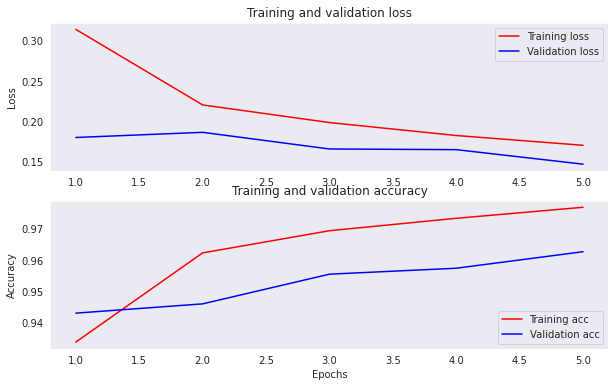 Training and validation loss
0.30
0.25
0.20
0.15
Loss
Training loss
Validation loss
1.0 1.5 2.0 2.5 3.0 3.5 4.0 4.5 5.0
Training and validation accuracy
0.97
0.96
0.95
0.94
Accuracy
Training acc
Validation acc
1.0 1.5 2.0 2.5 3.0 3.5 4.0 4.5 5.0
Epochs